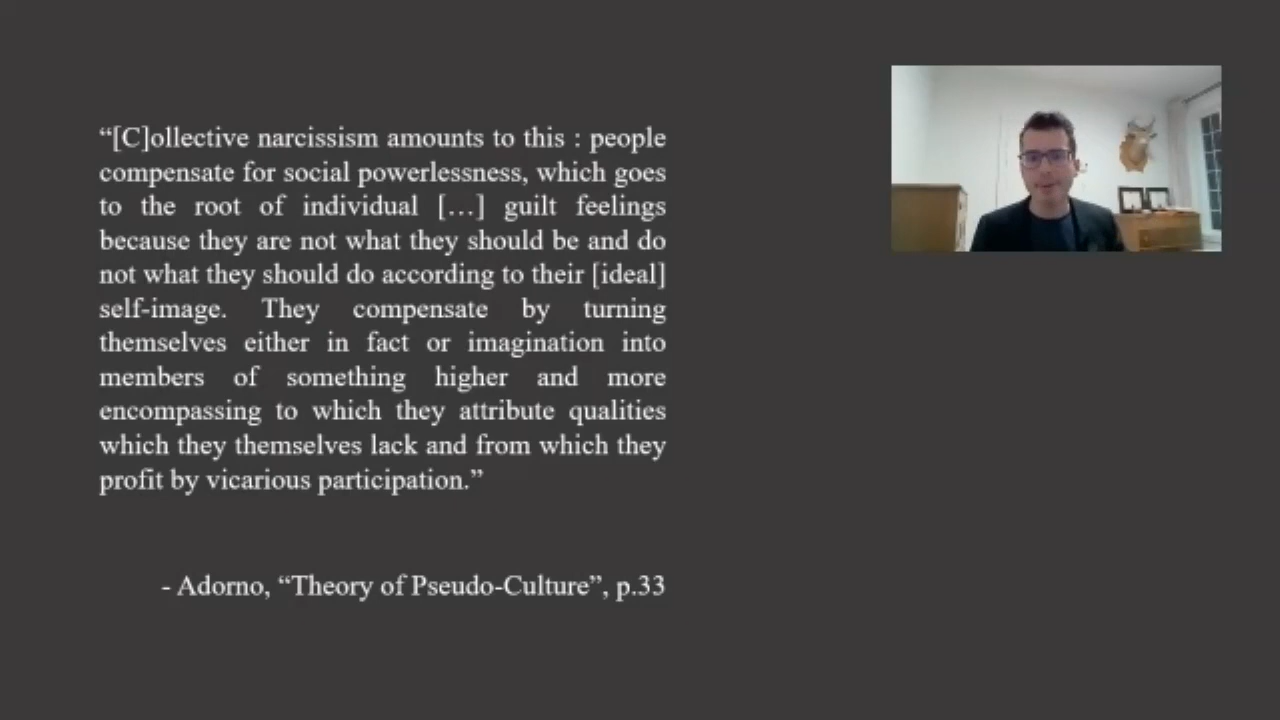 “[C]ollective narcissism amounts to this : people
compensate for social powerlessness, which goes
to the root of individual […] guilt feelings
because they are not what they should be and do
not what they should do according to their [ideal]
self-image. They compensate by turning
themselves either in fact or imagination into
members of something higher and more
encompassing to which they attribute qualities
which they themselves lack and from which they
profit by vicarious participation.”
- Adorno, “Theory of Pseudo-Culture”, p.33